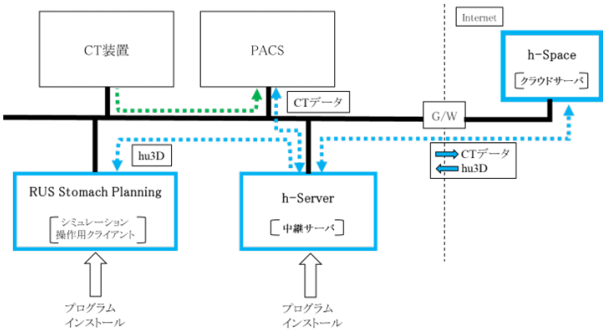 CT装置
PACS
Internet
h-Space
クラウドサーバ
CTデータ
G/W
hu3D
CTデータ
hu3D
RUS Stomach Planning
シミュレーション
操作用クライアント
h-Server
中継サーバ
プログラム
インストール
プログラム
インストール